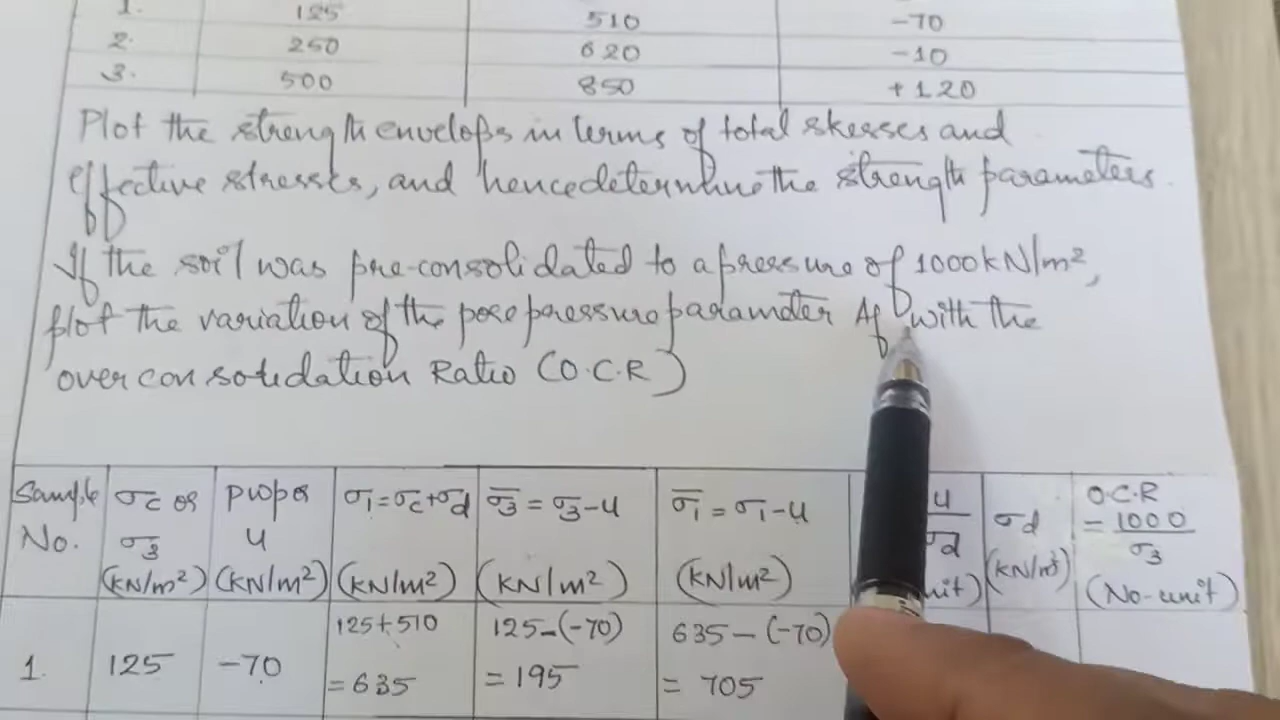 1. 125 510 -70
2. 250 620 -10
3. 500 850 +120
Plot the strength envelops in terms of total stresses and
effective stresses, and hence determine the strength parameters.
If the soil was pre-consolidated to a pressure of 1000kN/m²,
plot the variation of the pore pressure parameter Af with the
over consolidation Ratio (O.C.R)
Sample No. σc or σ3 (kN/m²) u (kN/m²) σ1=σc+σd (kN/m²) σ̄3 = σ3-u (kN/m²) σ̄1 = σ1-u (kN/m²) u σd (kN/m²) O.C.R = 1000/σ3 (No-unit)
1. 125 -70 125+510 = 635 125-(-70) = 195 635-(-70) = 705